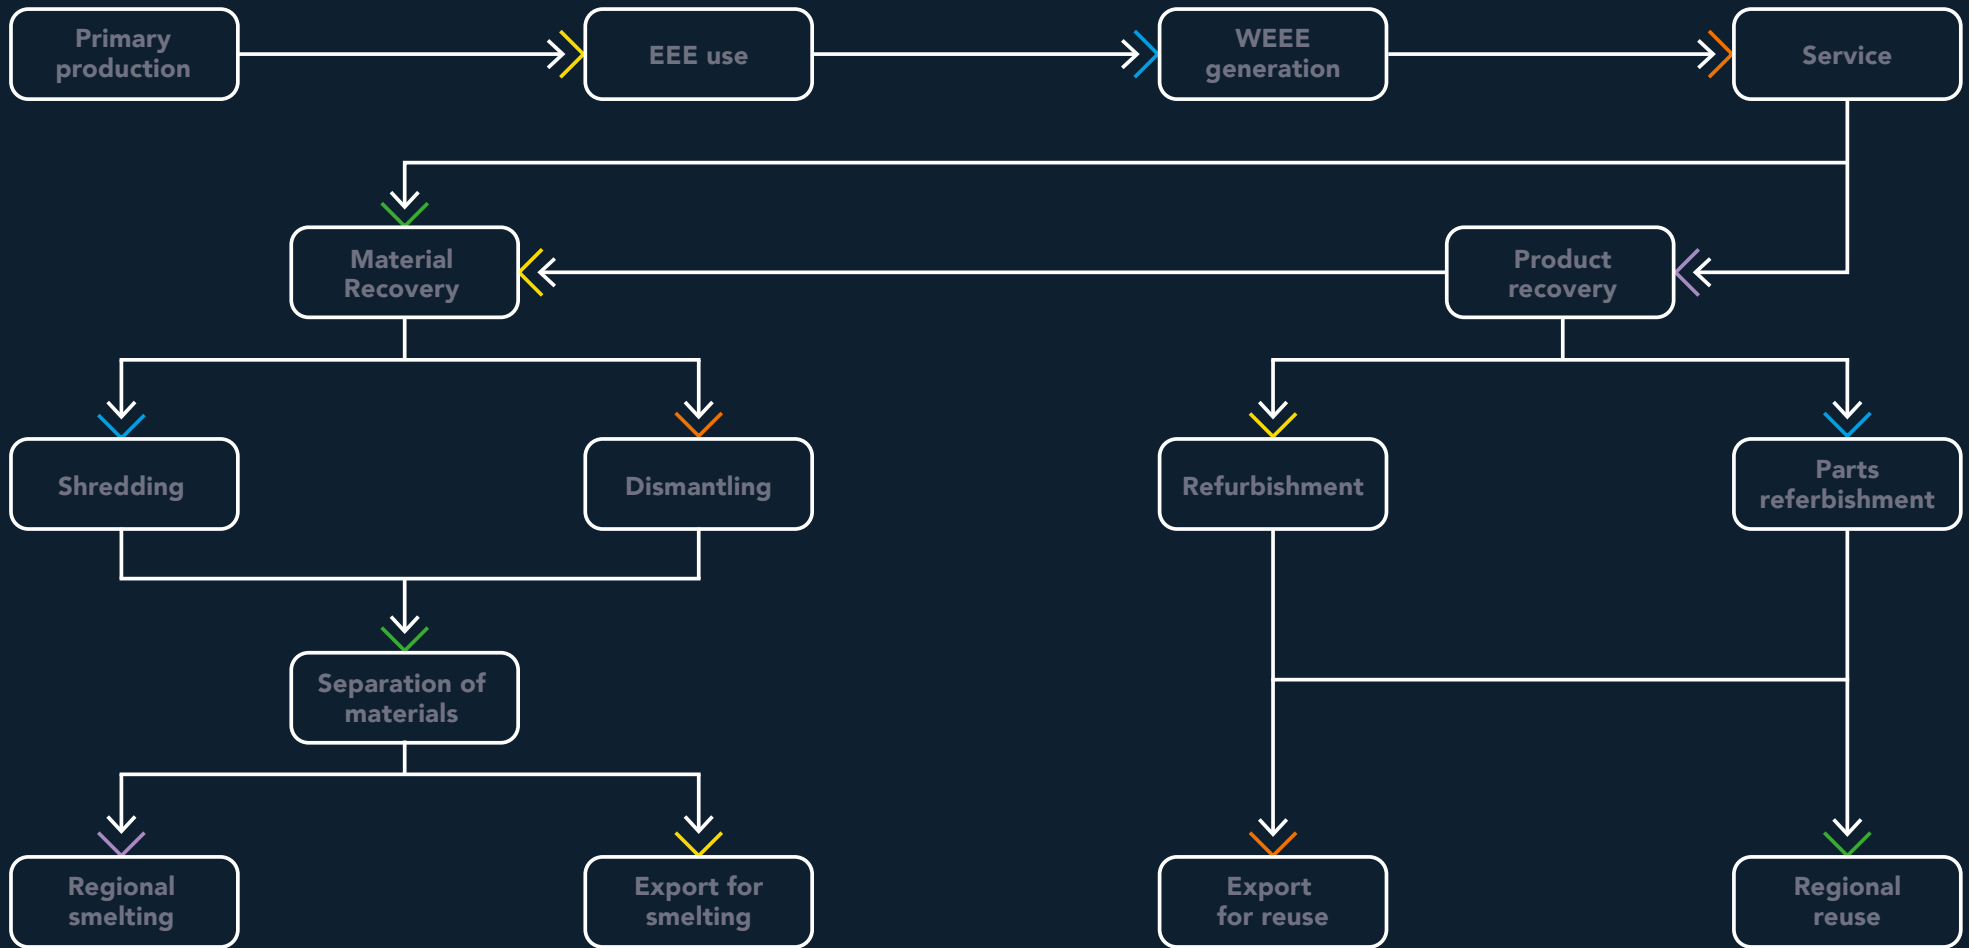 Primary
production
EEE use
WEEE
generation
Service
Material
Recovery
Product
recovery
Shredding
Dismantling
Refurbishment
Parts
referbishment
Separation of
materials
Regional
smelting
Export for
smelting
Export
for reuse
Regional
reuse